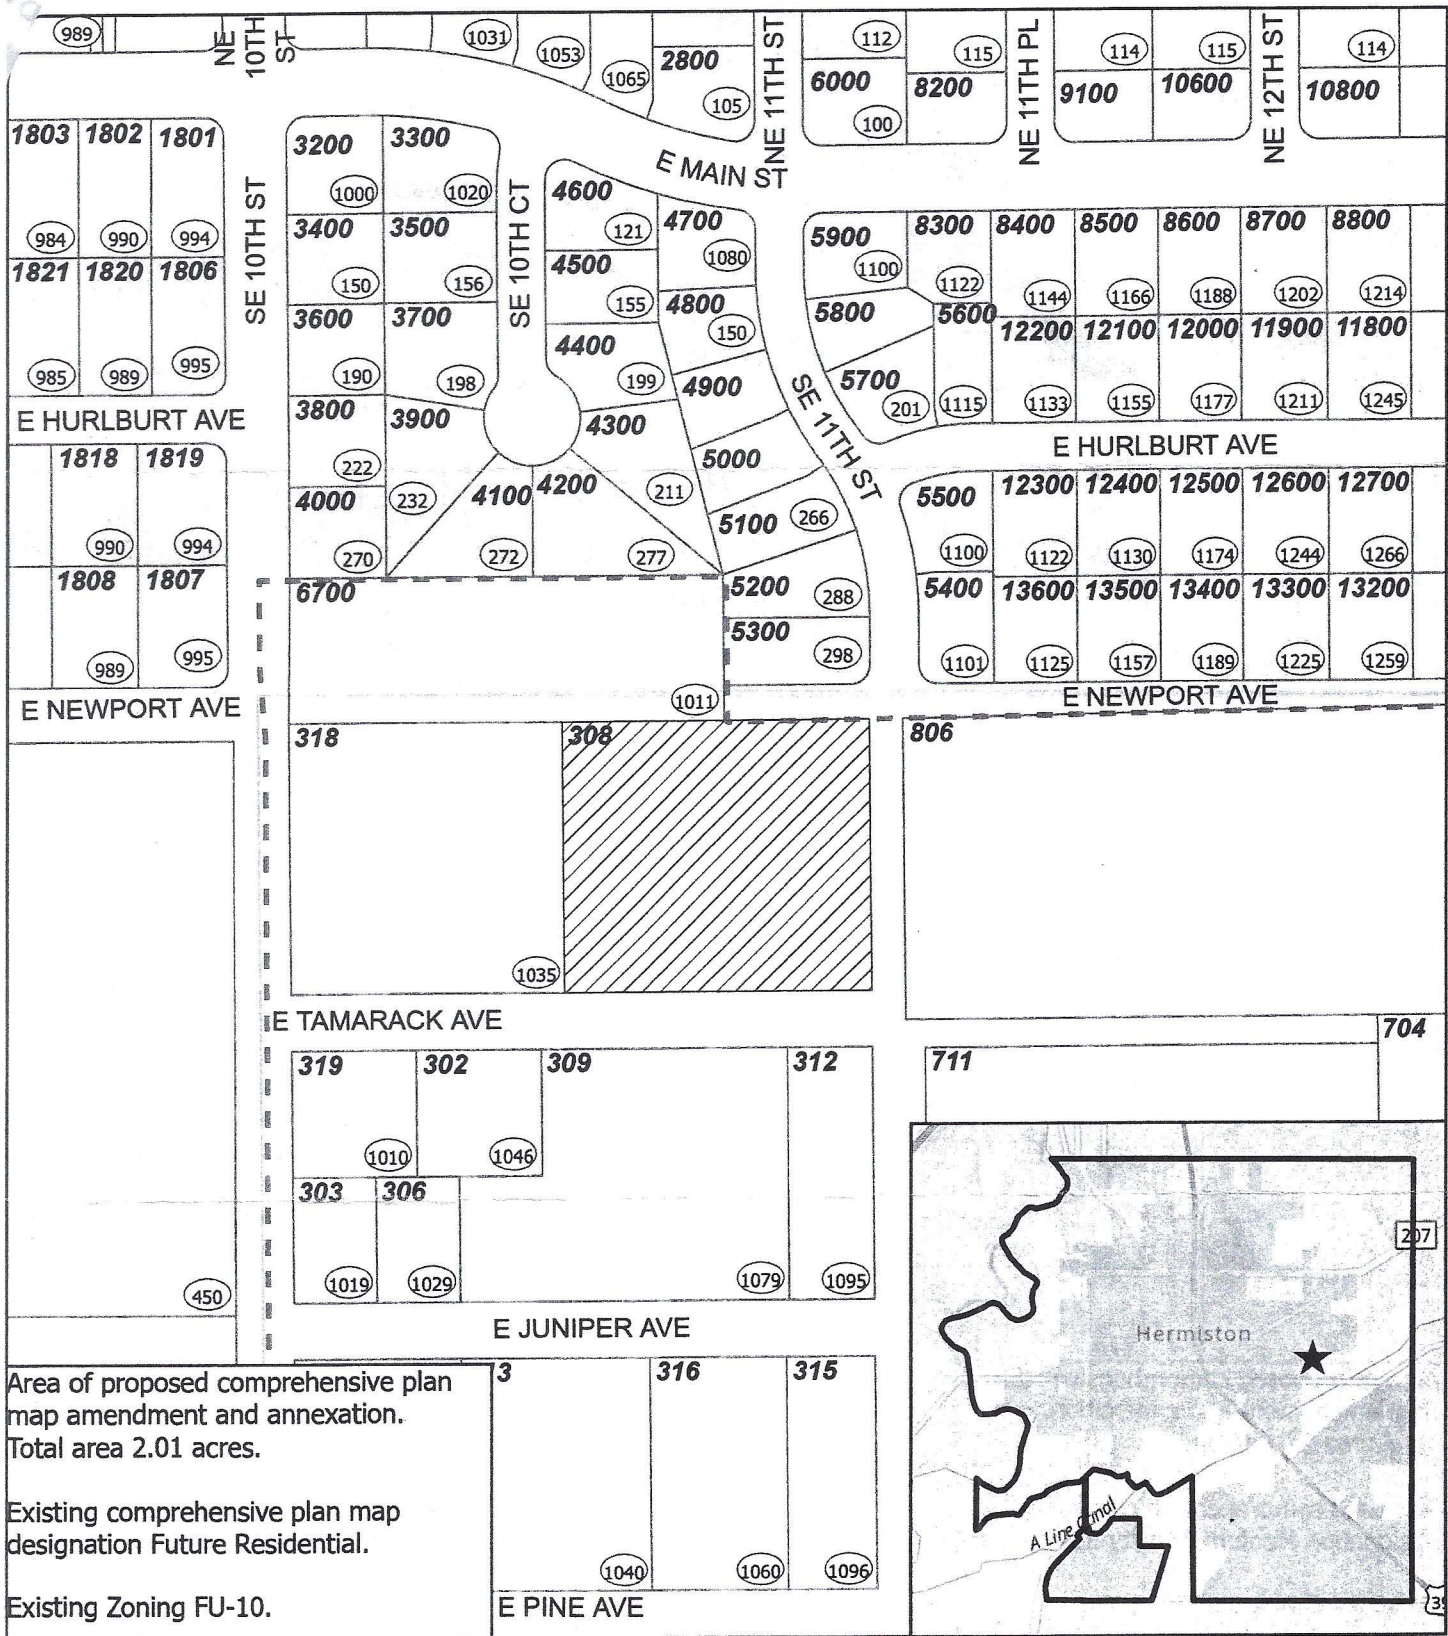 989
NE 10TH ST
1031
1053
1065
2800
105
NE 11TH ST
112
6000
100
115
8200
NE 11TH PL
114
9100
115
10600
NE 12TH ST
114
10800
1803 1802 1801
984 990 994
1821 1820 1806
985 989 995
SE 10TH ST
3200 3300
1000 1020
3400 3500
150 156
3600 3700
190 198
3800 3900
222 232
4000 4100 4200
270 272 277
SE 10TH CT
E MAIN ST
4600
121
4500
155
4400
199
4300
211
4700
1080
4800
150
4900
5000
5100 266
5200 288
5300 298
SE 11TH ST
5900
1100
5800
5700
201
5600
1115
8300 8400 8500 8600 8700 8800
1122 1144 1166 1188 1202 1214
12200 12100 12000 11900 11800
1133 1155 1177 1211 1245
E HURLBURT AVE
E HURLBURT AVE
1818 1819
990 994
1808 1807
989 995
5500 12300 12400 12500 12600 12700
1100 1122 1130 1174 1244 1266
5400 13600 13500 13400 13300 13200
1101 1125 1157 1189 1225 1259
6700
1011
E NEWPORT AVE
E NEWPORT AVE
318
308
806
1035
E TAMARACK AVE
704
711
319 302 309 312
1010 1046
303 306
1019 1029 1079 1095
450
E JUNIPER AVE
3 316 315
1040 1060 1096
E PINE AVE
Area of proposed comprehensive plan
map amendment and annexation.
Total area 2.01 acres.
Existing comprehensive plan map
designation Future Residential.
Existing Zoning FU-10.
207
Hermiston
A Line Canal